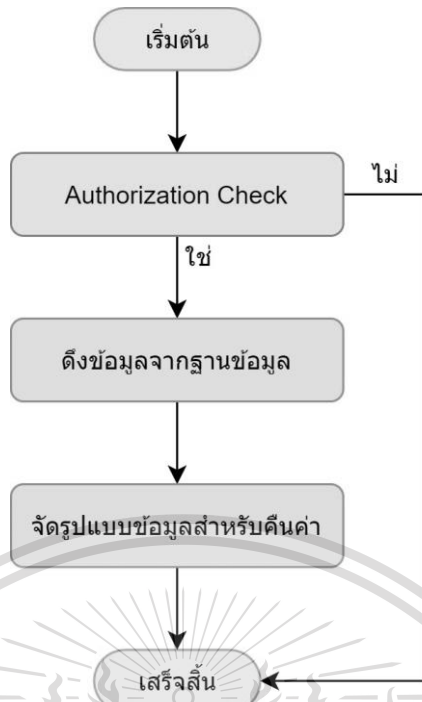 เริ่มต้น
Authorization Check
ไม่
ใช่
ดึงข้อมูลจากฐานข้อมูล
จัดรูปแบบข้อมูลสำหรับคืนค่า
เสร็จสิ้น